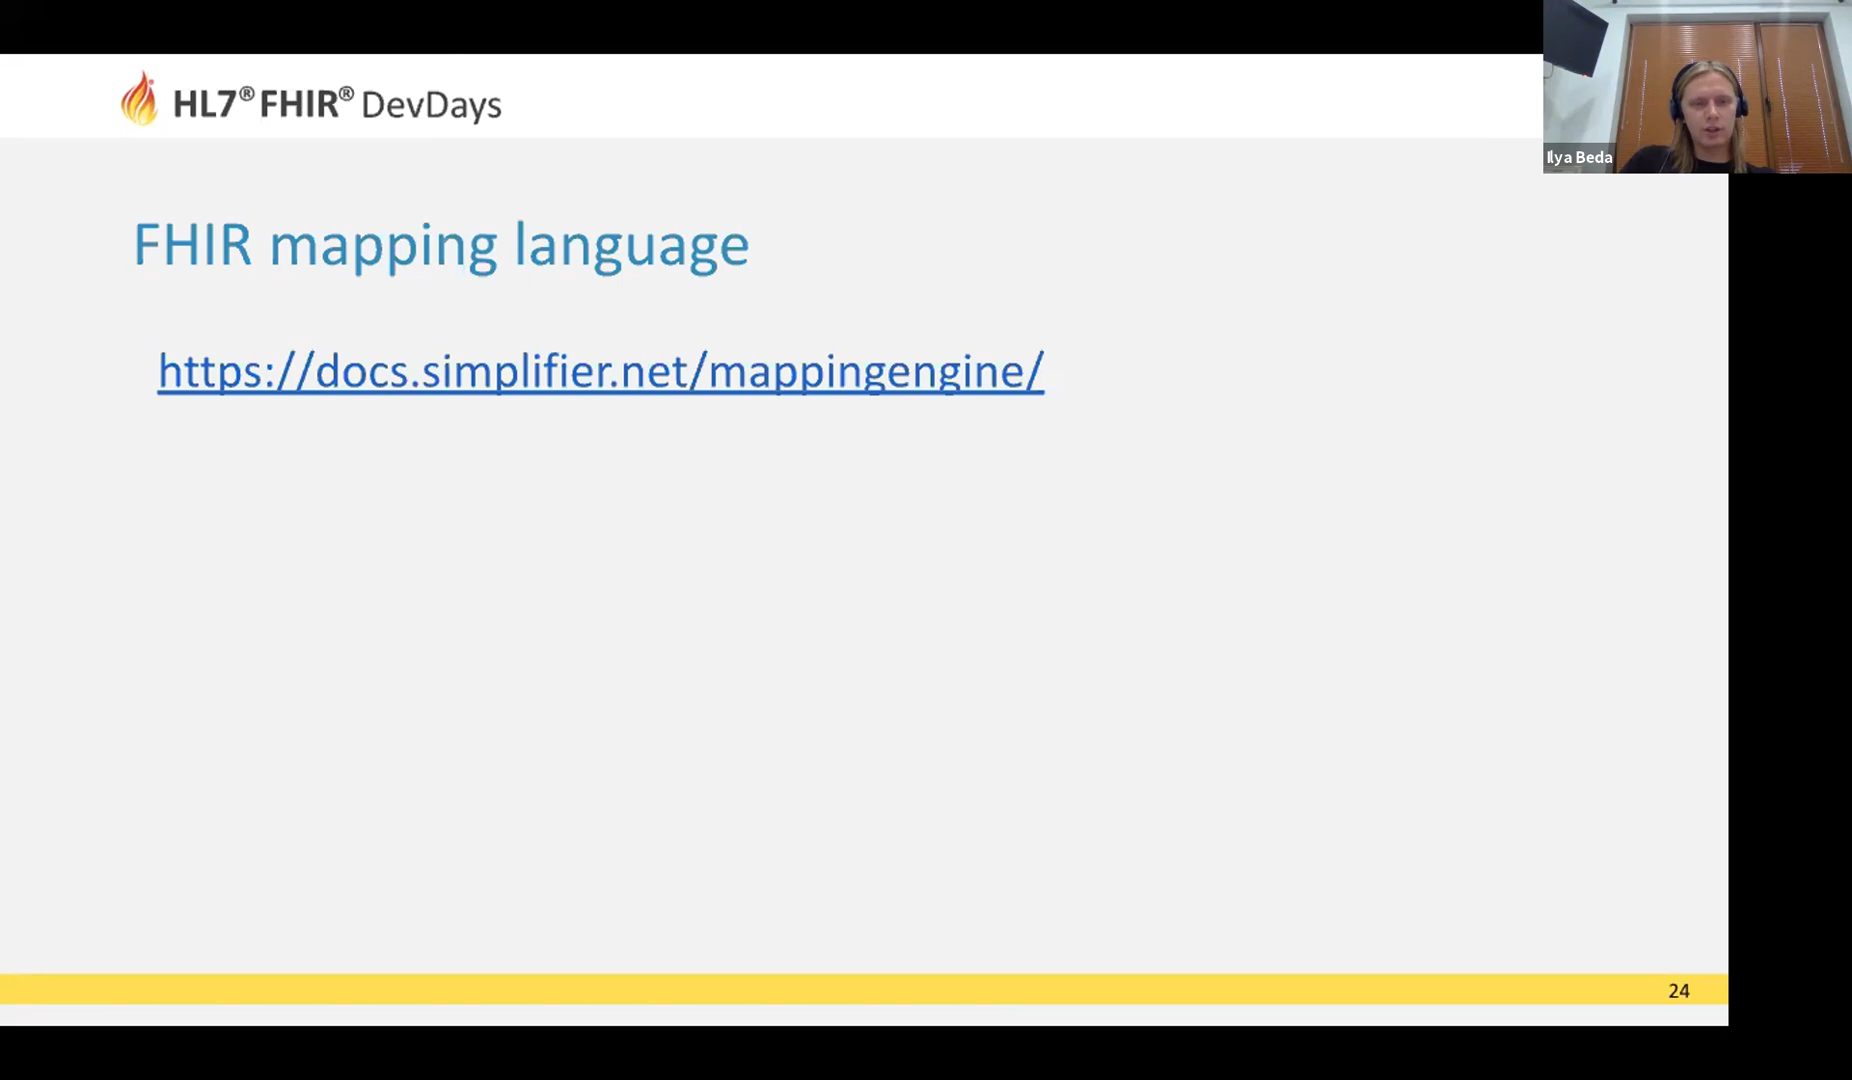 HL7® FHIR® DevDays
Ilya Beda
FHIR mapping language
https://docs.simplifier.net/mappingengine/
24